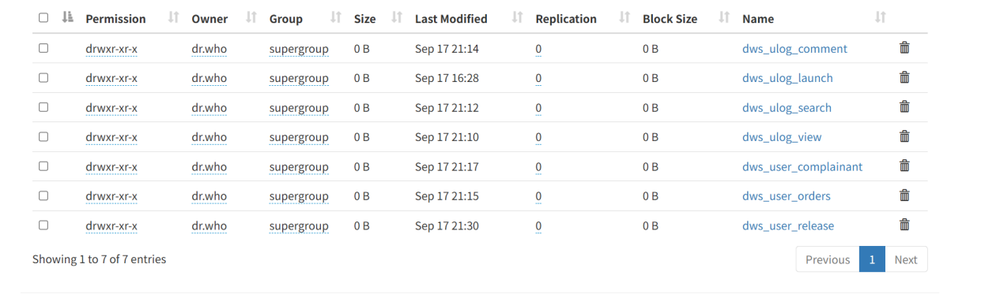 Permission Owner Group Size Last Modified Replication Block Size Name
drwxr-xr-x dr.who supergroup 0 B Sep 17 21:14 0 0 B dws_ulog_comment
drwxr-xr-x dr.who supergroup 0 B Sep 17 16:28 0 0 B dws_ulog_launch
drwxr-xr-x dr.who supergroup 0 B Sep 17 21:12 0 0 B dws_ulog_search
drwxr-xr-x dr.who supergroup 0 B Sep 17 21:10 0 0 B dws_ulog_view
drwxr-xr-x dr.who supergroup 0 B Sep 17 21:17 0 0 B dws_user_complainant
drwxr-xr-x dr.who supergroup 0 B Sep 17 21:15 0 0 B dws_user_orders
drwxr-xr-x dr.who supergroup 0 B Sep 17 21:30 0 0 B dws_user_release
Showing 1 to 7 of 7 entries Previous 1 Next